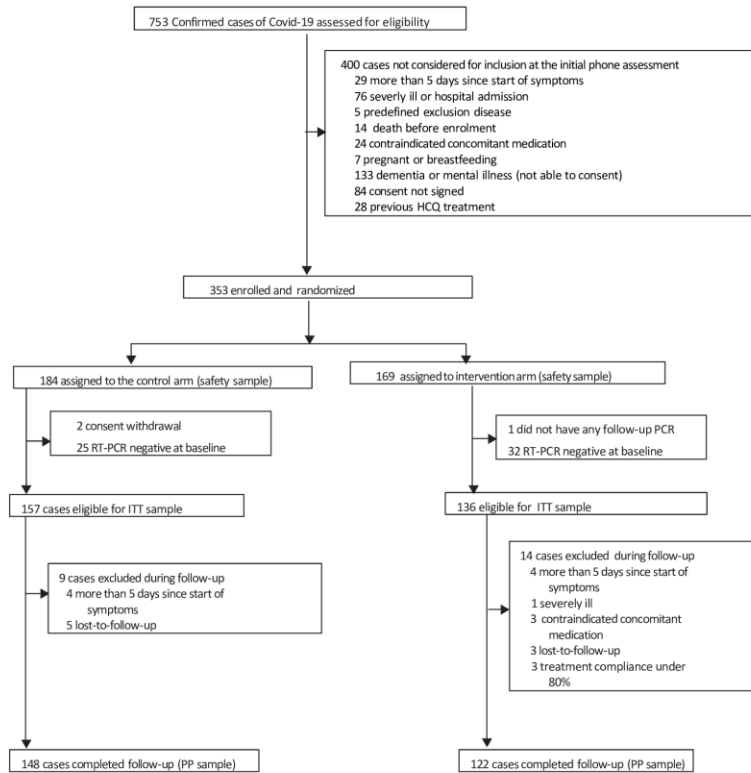 753 Confirmed cases of Covid-19 assessed for eligibility
400 cases not considered for inclusion at the initial phone assessment
29 more than 5 days since start of symptoms
76 severly ill or hospital admission
5 predefined exclusion disease
14 death before enrolment
24 contraindicated concomitant medication
7 pregnant or breastfeeding
133 dementia or mental illness (not able to consent)
84 consent not signed
28 previous HCQ treatment
353 enrolled and randomized
184 assigned to the control arm (safety sample)
169 assigned to intervention arm (safety sample)
2 consent withdrawal
25 RT-PCR negative at baseline
1 did not have any follow-up PCR
32 RT-PCR negative at baseline
157 cases eligible for ITT sample
136 eligible for ITT sample
9 cases excluded during follow-up
4 more than 5 days since start of
symptoms
5 lost-to-follow-up
14 cases excluded during follow-up
4 more than 5 days since start of
symptoms
1 severely ill
3 contraindicated concomitant
medication
3 lost-to-follow-up
3 treatment compliance under
80%
148 cases completed follow-up (PP sample)
122 cases completed follow-up (PP sample)